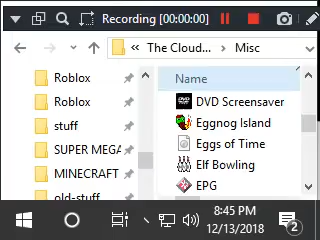 Recording [00:00:00]
« The Cloud... > Misc
Name
Roblox
Roblox
stuff
SUPER MEGA
MINECRAFT
old-stuff
DVD Screensaver
Eggnog Island
Eggs of Time
Elf Bowling
EPG
8:45 PM
12/13/2018
2